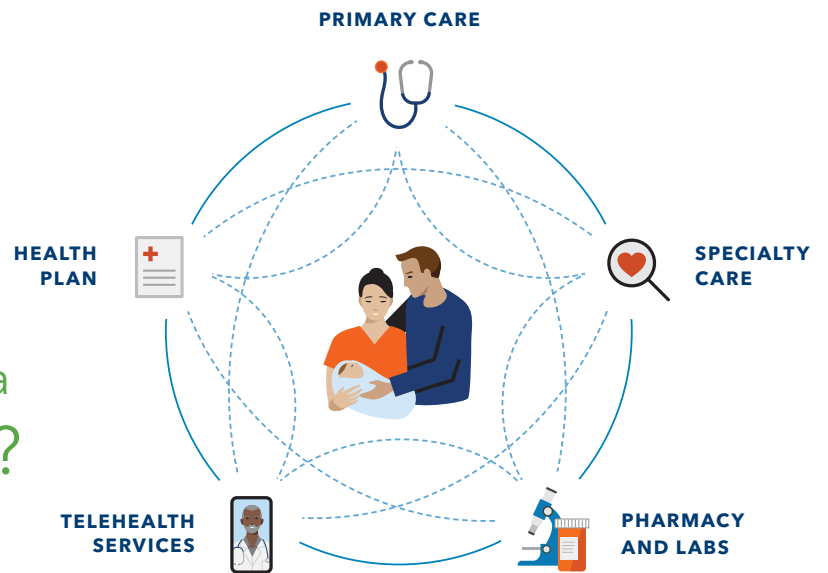 PRIMARY CARE
HEALTH
PLAN
SPECIALTY
CARE
a
?
TELEHEALTH
SERVICES
PHARMACY
AND LABS